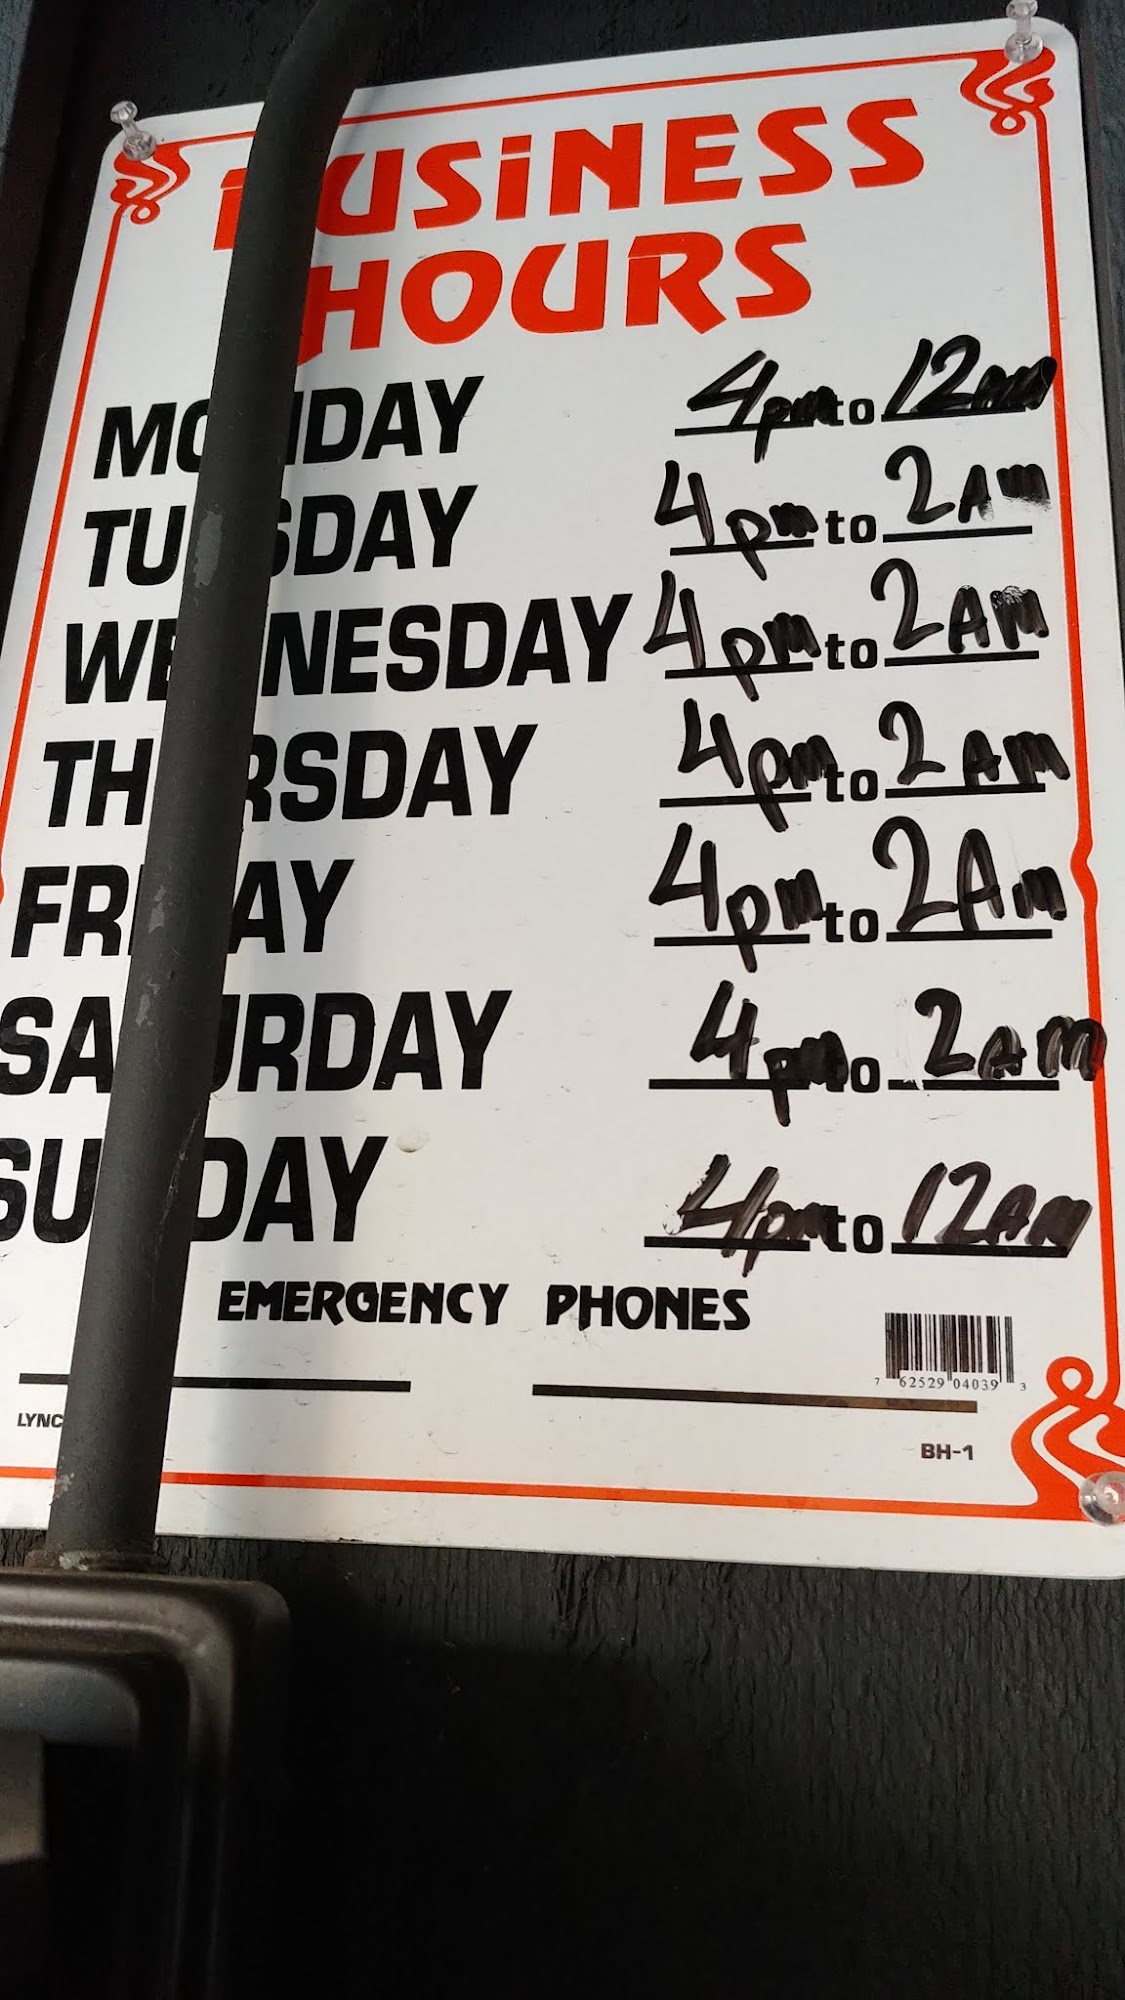 BUSiNESS
HOURS
MONDAY 4pm to 12am
TUESDAY 4pm to 2AM
WEDNESDAY 4pm to 2AM
THURSDAY 4pm to 2AM
FRIDAY 4pm to 2Am
SATURDAY 4pm to 2AM
SUNDAY 4pm to 12AM
EMERGENCY PHONES
7 62529 04039 3
LYNC
BH-1